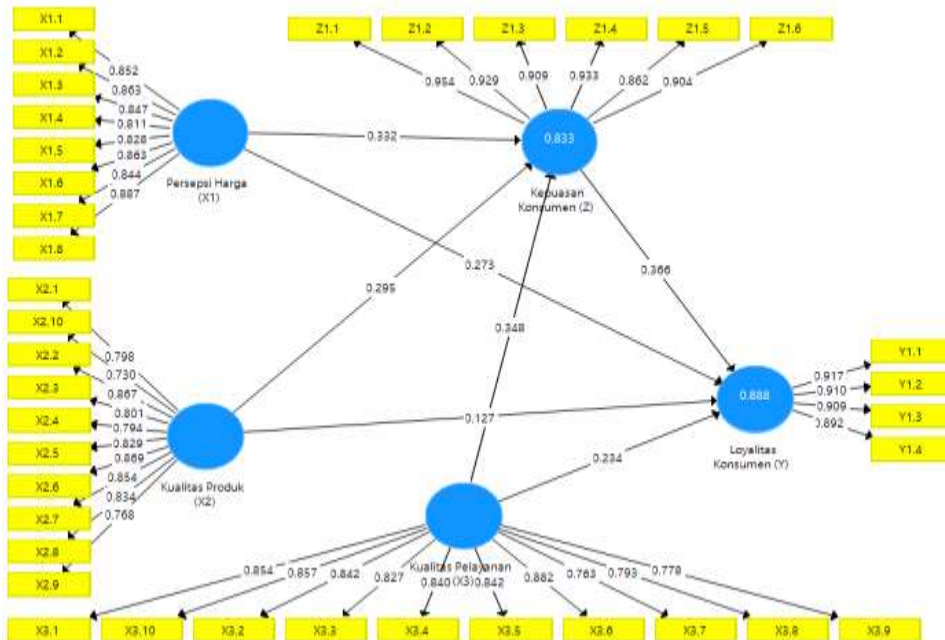 X1.1
X1.2
X1.3
X1.4
X1.5
X1.6
X1.7
X1.8
0.852
0.863
0.847
0.811
0.828
0.863
0.844
0.887
Persepsi Harga
(X1)
Z1.1
Z1.2
Z1.3
Z1.4
Z1.5
Z1.6
0.954
0.929
0.909
0.933
0.862
0.904
0.833
Kepuasan
Konsumen (Z)
0.332
0.273
0.295
0.348
0.366
0.127
0.234
X2.1
X2.10
X2.2
X2.3
X2.4
X2.5
X2.6
X2.7
X2.8
X2.9
0.798
0.730
0.867
0.801
0.794
0.829
0.869
0.854
0.834
0.768
Kualitas Produk
(X2)
0.888
Loyalitas
Konsumen (Y)
0.917
0.910
0.909
0.892
Y1.1
Y1.2
Y1.3
Y1.4
Kualitas Pelayanan
(X3)
0.854
0.857
0.842
0.827
0.840
0.842
0.882
0.763
0.793
0.778
X3.1
X3.10
X3.2
X3.3
X3.4
X3.5
X3.6
X3.7
X3.8
X3.9